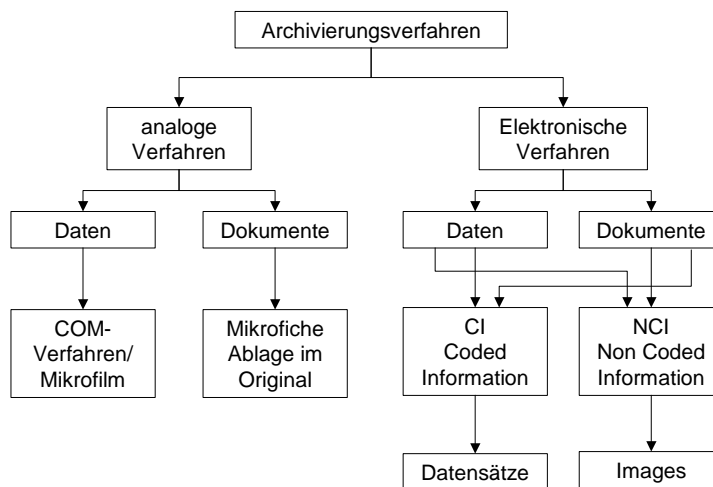 Archivierungsverfahren
analoge
Verfahren
Elektronische
Verfahren
Daten
Dokumente
Daten
Dokumente
COM-
Verfahren/
Mikrofilm
Mikrofiche
Ablage im
Original
CI
Coded
Information
NCI
Non Coded
Information
Datensätze
Images